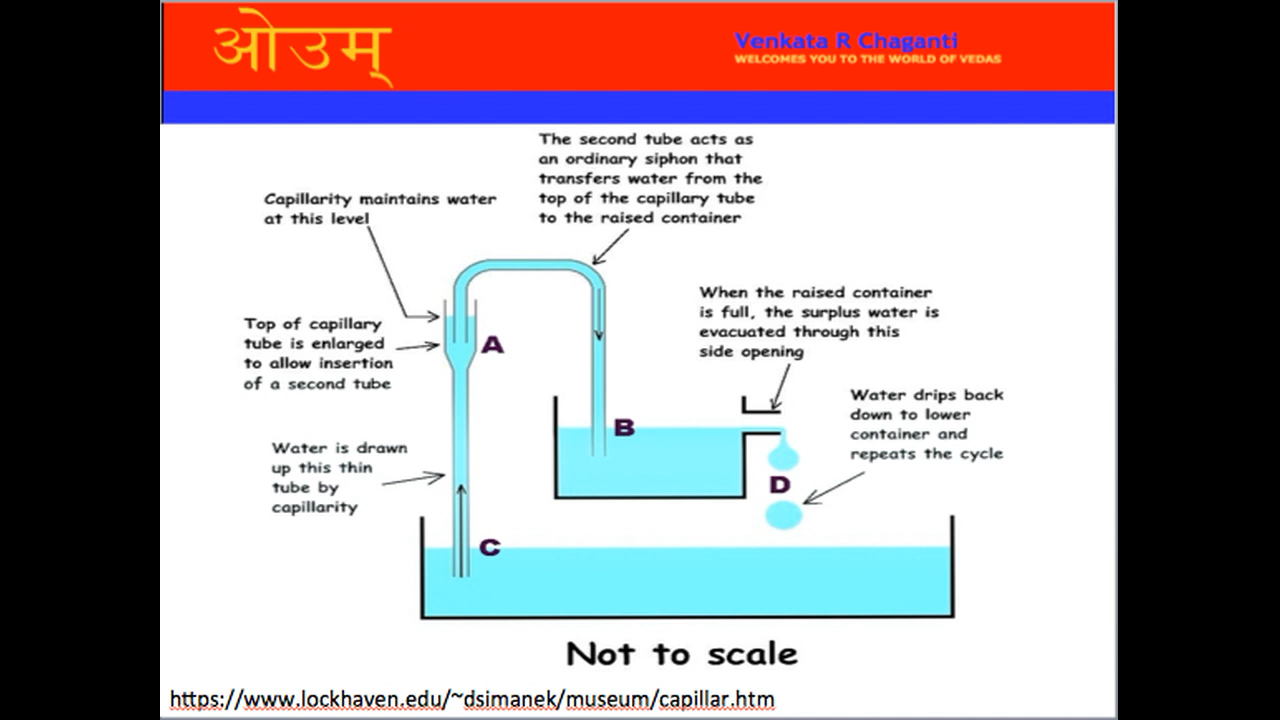 ओउम्
Venkata R Chaganti
WELCOMES YOU TO THE WORLD OF VEDAS
The second tube acts as
an ordinary siphon that
transfers water from the
top of the capillary tube
to the raised container
Capillarity maintains water
at this level
When the raised container
is full, the surplus water is
evacuated through this
side opening
Top of capillary
tube is enlarged
to allow insertion
of a second tube
A
Water drips back
down to lower
container and
repeats the cycle
B
Water is drawn
up this thin
tube by
capillarity
D
C
Not to scale
https://www.lockhaven.edu/~dsimanek/museum/capillar.htm